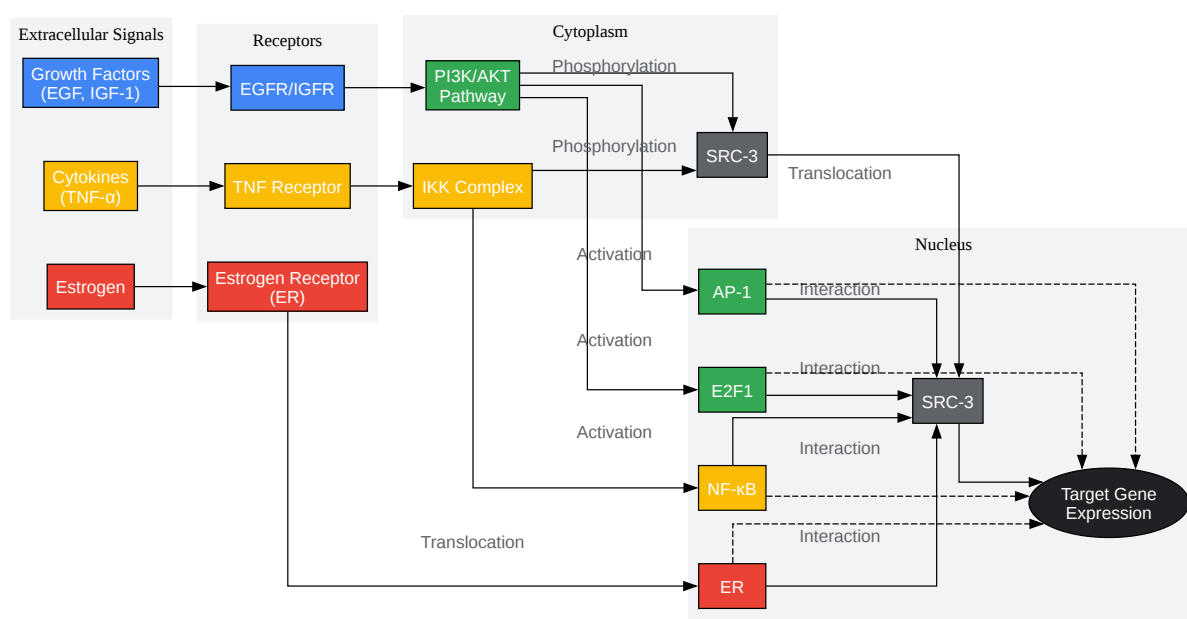 Extracellular Signals
Growth Factors
(EGF, IGF-1)
Cytokines
(TNF-α)
Estrogen
Receptors
EGFR/IGFR
TNF Receptor
Estrogen Receptor
(ER)
Cytoplasm
PI3K/AKT
Pathway
IKK Complex
Phosphorylation
Phosphorylation
SRC-3
Translocation
Activation
Activation
Activation
Translocation
Nucleus
AP-1
E2F1
NF-κB
ER
Interaction
Interaction
Interaction
Interaction
SRC-3
Target Gene
Expression